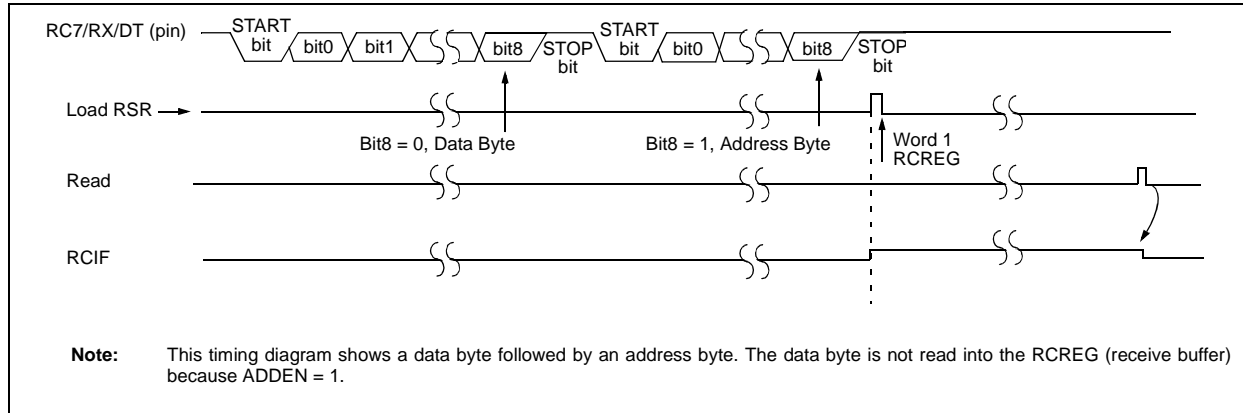 RC7/RX/DT (pin)
START
bit
bit0
bit1
bit8
STOP
bit
START
bit
bit0
bit8
STOP
bit
Load RSR
Bit8 = 0, Data Byte
Bit8 = 1, Address Byte
Word 1
RCREG
Read
RCIF
Note: This timing diagram shows a data byte followed by an address byte. The data byte is not read into the RCREG (receive buffer)
because ADDEN = 1.